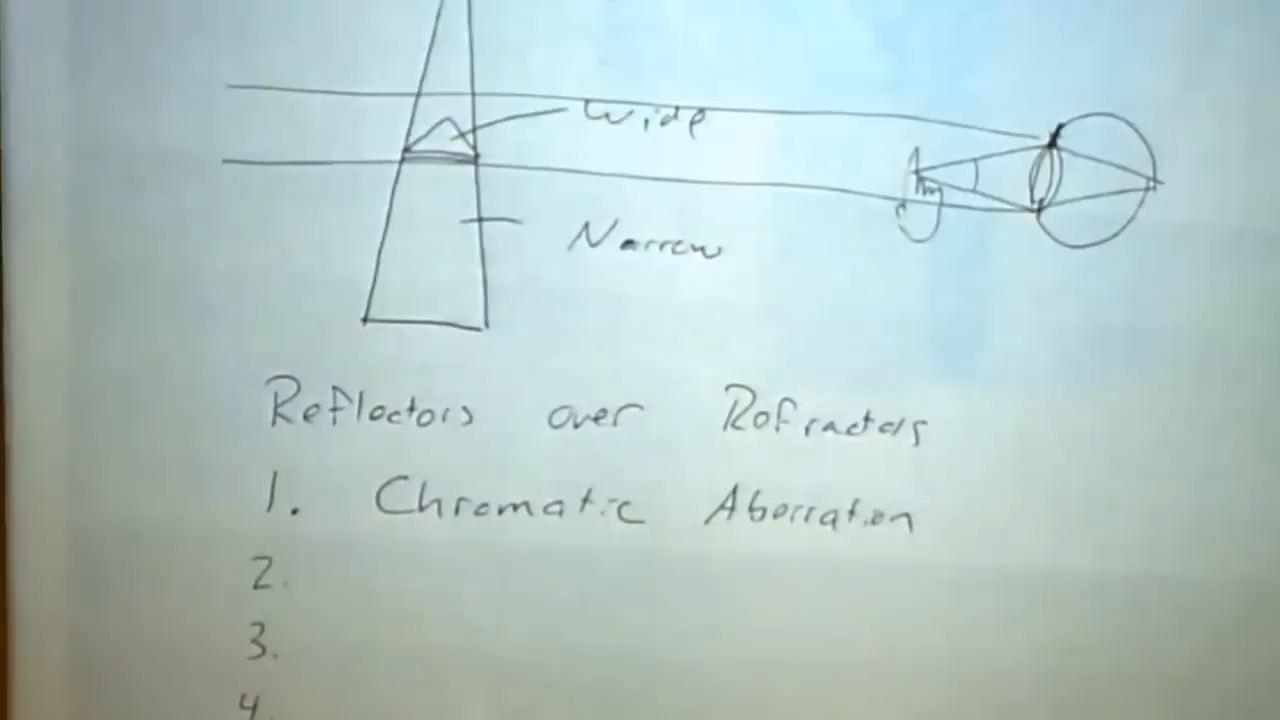 Wide
Narrow
Reflectors over Refractors
1. Chromatic Aberration
2.
3.
4.